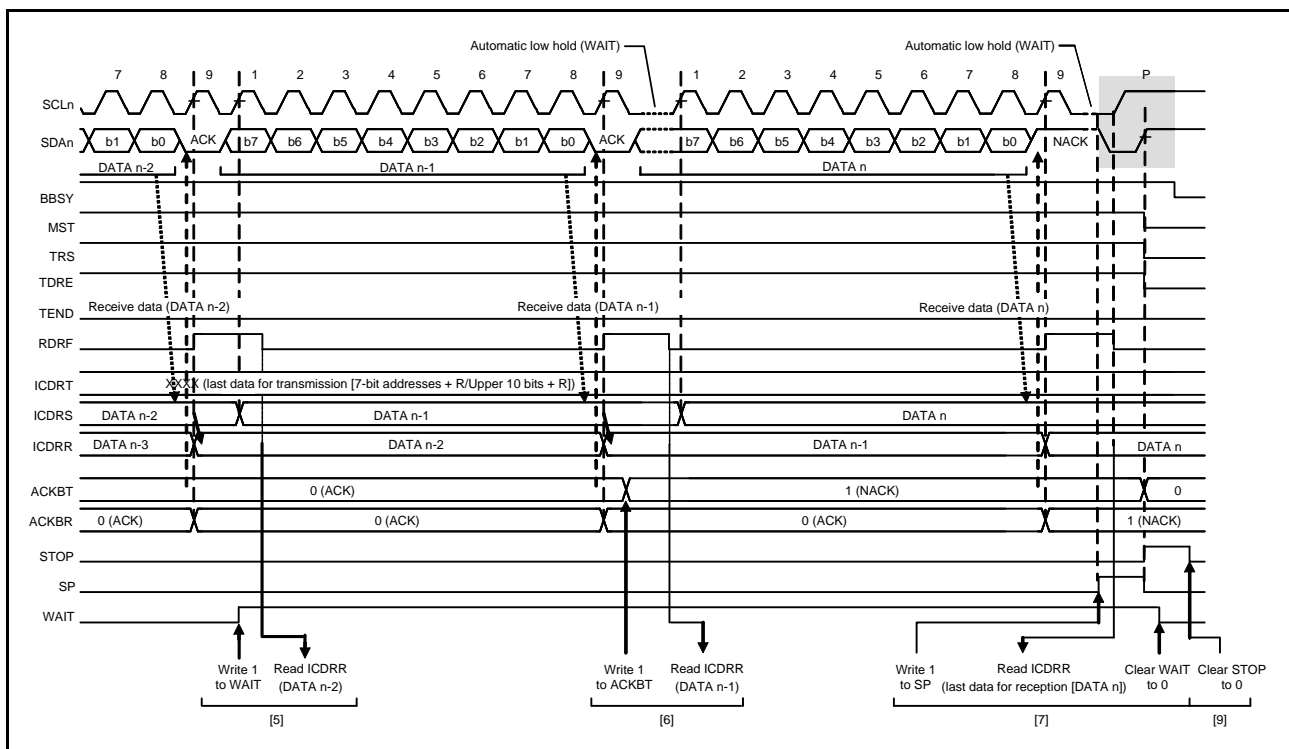 Automatic low hold (WAIT)
Automatic low hold (WAIT)
7 8 9 1 2 3 4 5 6 7 8 9 1 2 3 4 5 6 7 8 9 P
SCLn
SDAn b1 b0 ACK b7 b6 b5 b4 b3 b2 b1 b0 ACK b7 b6 b5 b4 b3 b2 b1 b0 NACK
DATA n-2 DATA n-1 DATA n
BBSY
MST
TRS
TDRE
Receive data (DATA n-2) Receive data (DATA n-1) Receive data (DATA n)
TEND
RDRF
ICDRT XXXX (last data for transmission [7-bit addresses + R/Upper 10 bits + R])
ICDRS DATA n-2 DATA n-1 DATA n
ICDRR DATA n-3 DATA n-2 DATA n-1 DATA n
ACKBT 0 (ACK) 1 (NACK) 0
ACKBR 0 (ACK) 0 (ACK) 0 (ACK) 1 (NACK)
STOP
SP
WAIT
Write 1
to WAIT
Read ICDRR
(DATA n-2)
Write 1
to ACKBT
Read ICDRR
(DATA n-1)
Write 1
to SP
Read ICDRR
(last data for reception [DATA n])
Clear WAIT
to 0
Clear STOP
to 0
[5] [6] [7] [9]